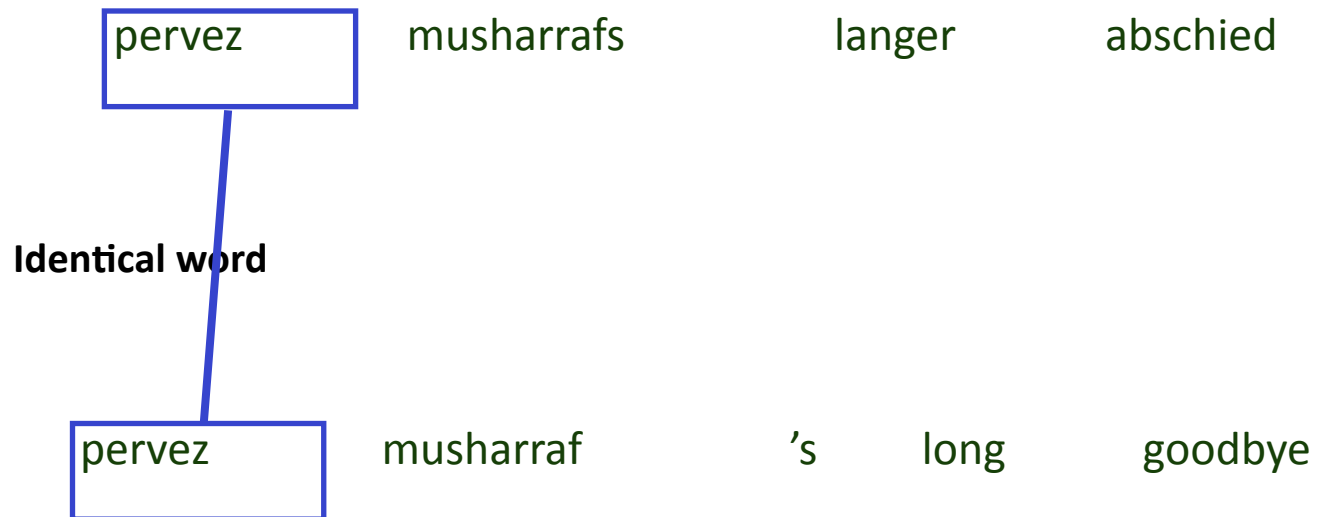 pervez musharrafs langer abschied
Identical word
pervez musharraf ’s long goodbye